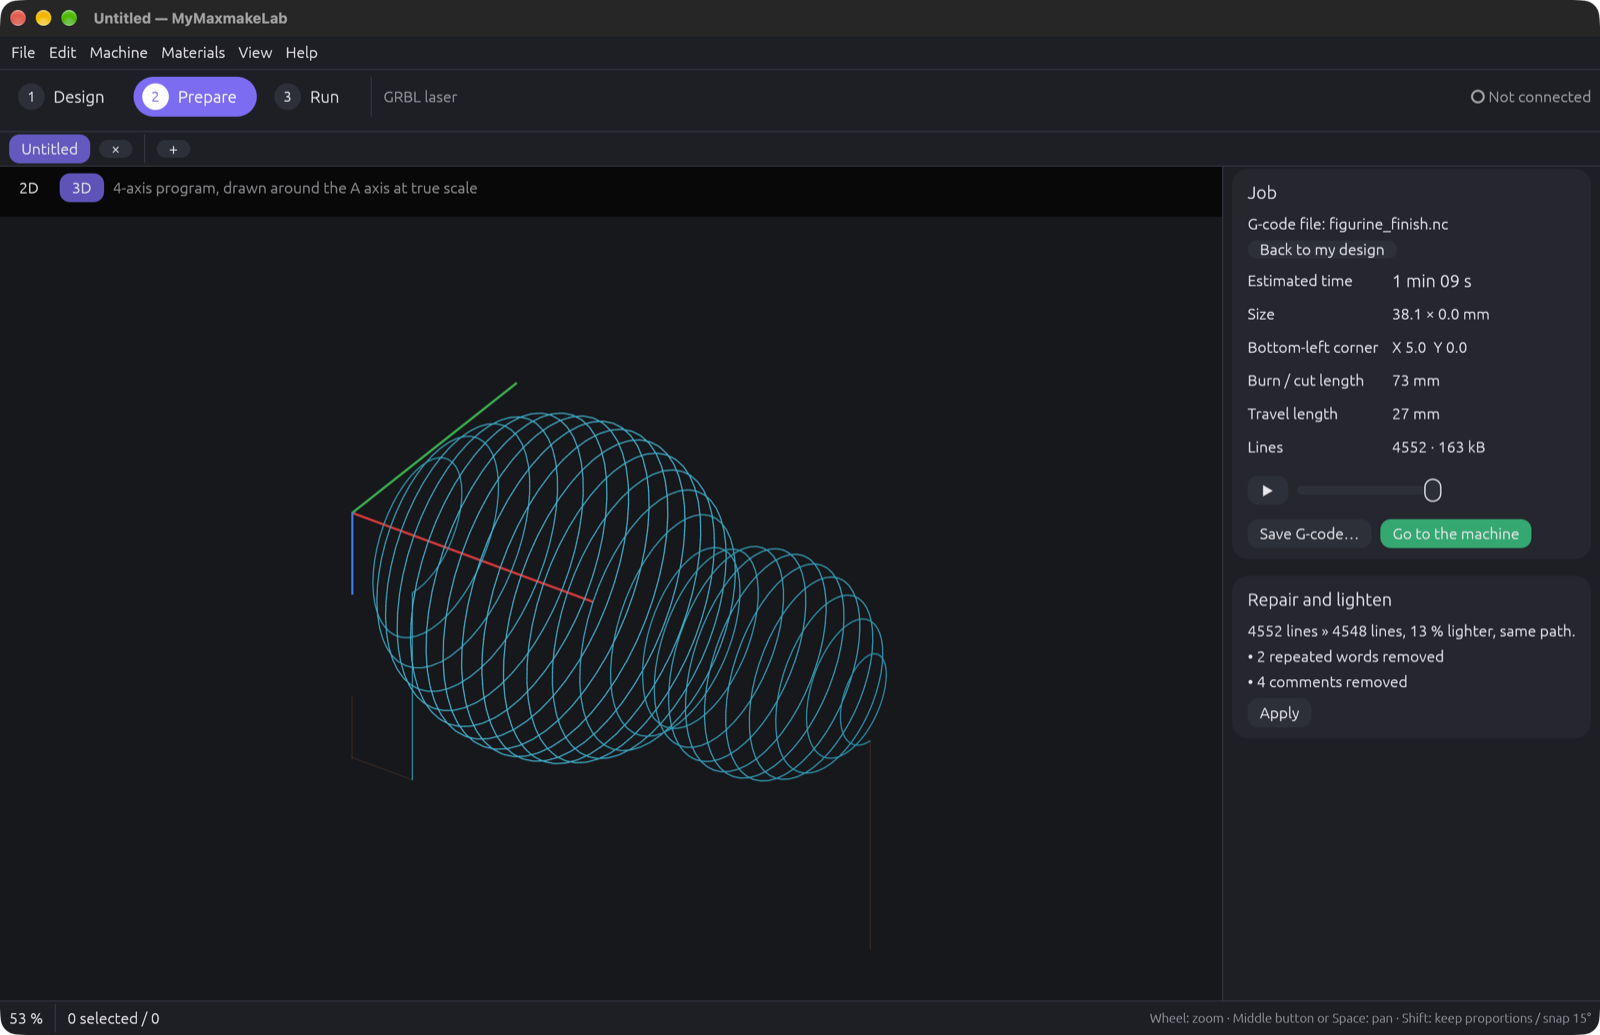 Untitled — MyMaxmakeLab
File Edit Machine Materials View Help
1 Design 2 Prepare 3 Run GRBL laser Not connected
Untitled × +
2D 3D 4-axis program, drawn around the A axis at true scale
Job
G-code file: figurine_finish.nc
Back to my design
Estimated time 1 min 09 s
Size 38.1 × 0.0 mm
Bottom-left corner X 5.0 Y 0.0
Burn / cut length 73 mm
Travel length 27 mm
Lines 4552 · 163 kB
Save G-code... Go to the machine
Repair and lighten
4552 lines » 4548 lines, 13 % lighter, same path.
• 2 repeated words removed
• 4 comments removed
Apply
53 % 0 selected / 0 Wheel: zoom · Middle button or Space: pan · Shift: keep proportions / snap 15°